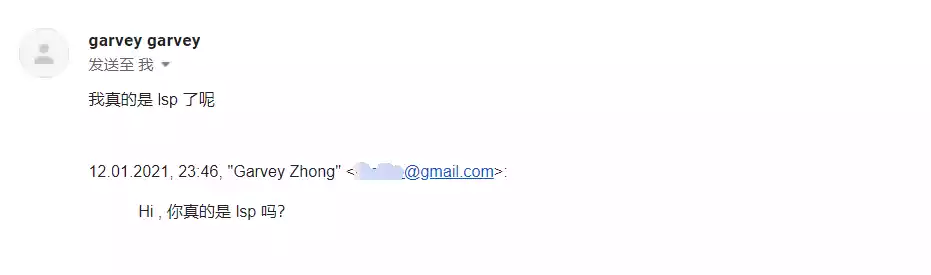 garvey garvey
发送至 我
我真的是 lsp 了呢
12.01.2021, 23:46, "Garvey Zhong" < @gmail.com>:
Hi , 你真的是 lsp 吗?